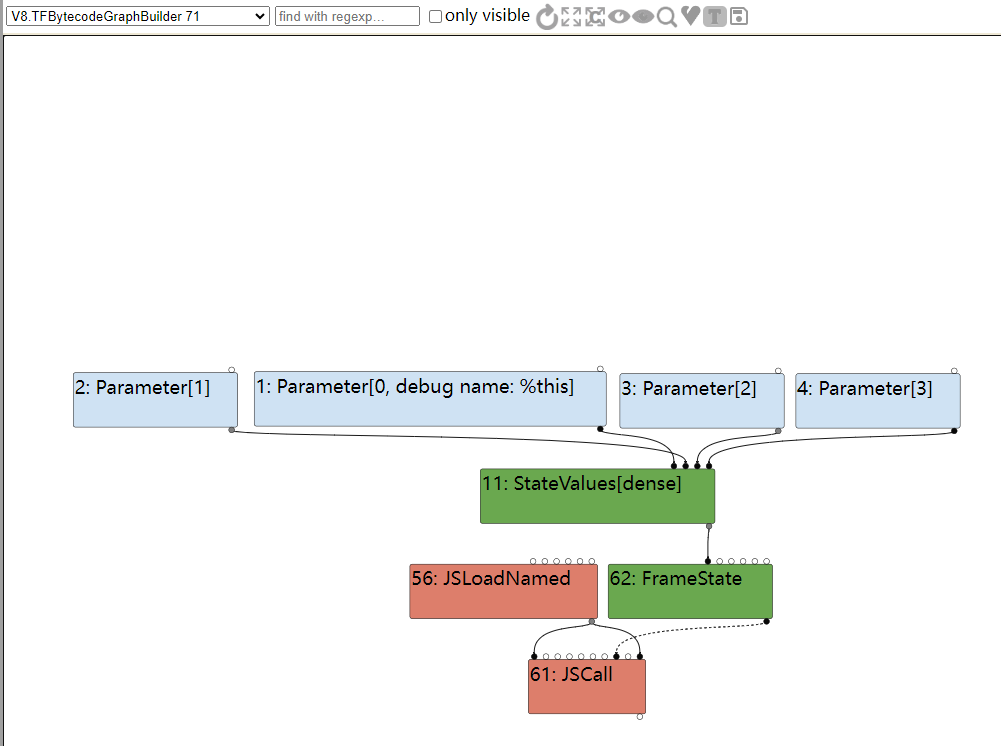 V8.TFBytecodeGraphBuilder 71 find with regexp... only visible T
2: Parameter[1] 1: Parameter[0, debug name: %this] 3: Parameter[2] 4: Parameter[3]
11: StateValues[dense]
56: JSLoadNamed 62: FrameState
61: JSCall